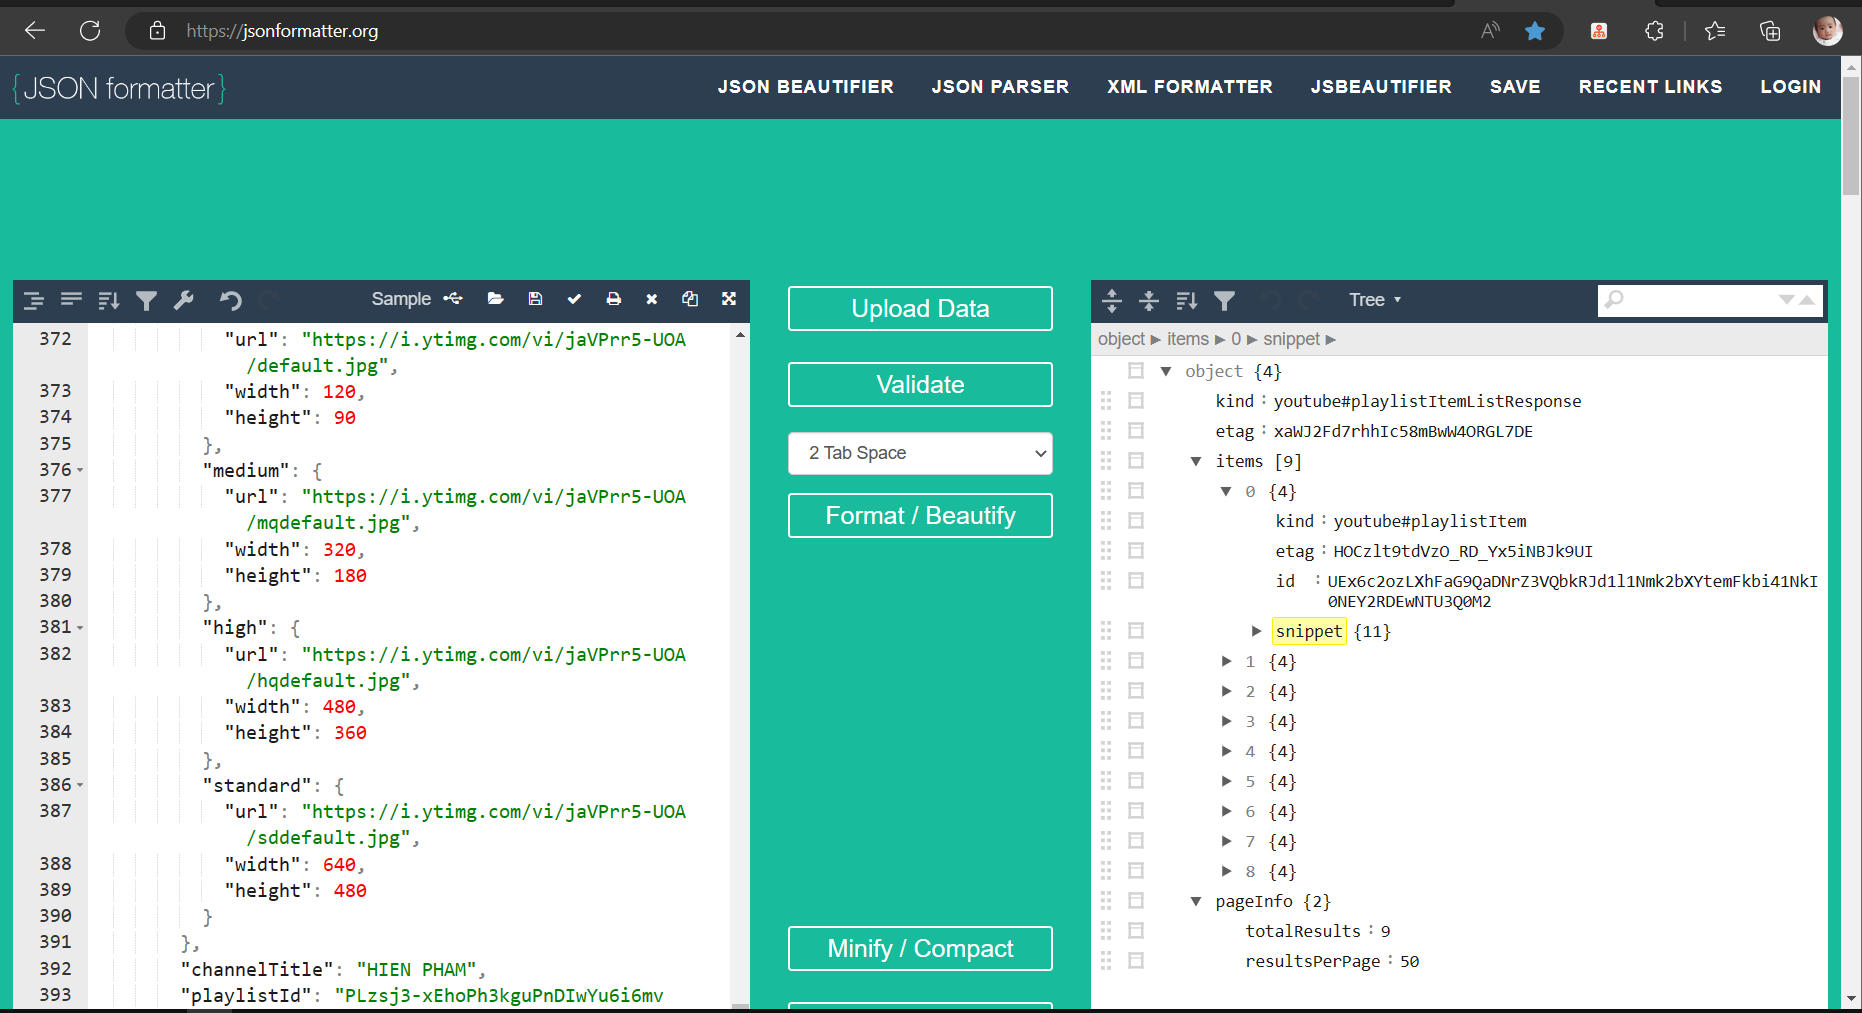 https://jsonformatter.org
{JSON formatter}
JSON BEAUTIFIER
JSON PARSER
XML FORMATTER
JSBEAUTIFIER
SAVE
RECENT LINKS
LOGIN
Sample
372 "url": "https://i.ytimg.com/vi/jaVPrr5-UOA
/default.jpg",
373 "width": 120,
374 "height": 90
375 },
376 "medium": {
377 "url": "https://i.ytimg.com/vi/jaVPrr5-UOA
/mqdefault.jpg",
378 "width": 320,
379 "height": 180
380 },
381 "high": {
382 "url": "https://i.ytimg.com/vi/jaVPrr5-UOA
/hqdefault.jpg",
383 "width": 480,
384 "height": 360
385 },
386 "standard": {
387 "url": "https://i.ytimg.com/vi/jaVPrr5-UOA
/sddefault.jpg",
388 "width": 640,
389 "height": 480
390 }
391 },
392 "channelTitle": "HIEN PHAM",
393 "playlistId": "PLzsj3-xEhoPh3kguPnDIwYu6i6mv
Upload Data
Validate
2 Tab Space
Format / Beautify
Minify / Compact
Tree
object ► items ► 0 ► snippet ►
object {4}
kind : youtube#playlistItemListResponse
etag : xaWJ2Fd7rhhIc58mBwW4ORGL7DE
items [9]
0 {4}
kind : youtube#playlistItem
etag : HOCzlt9tdVzO_RD_Yx5iNBJk9UI
id : UEx6c2ozLXhFaG9QaDNrZ3VQbkRJd1l1Nmk2bXYtemFkbi41NkI
0NEY2RDEwNTU3Q0M2
snippet {11}
1 {4}
2 {4}
3 {4}
4 {4}
5 {4}
6 {4}
7 {4}
8 {4}
pageInfo {2}
totalResults : 9
resultsPerPage : 50